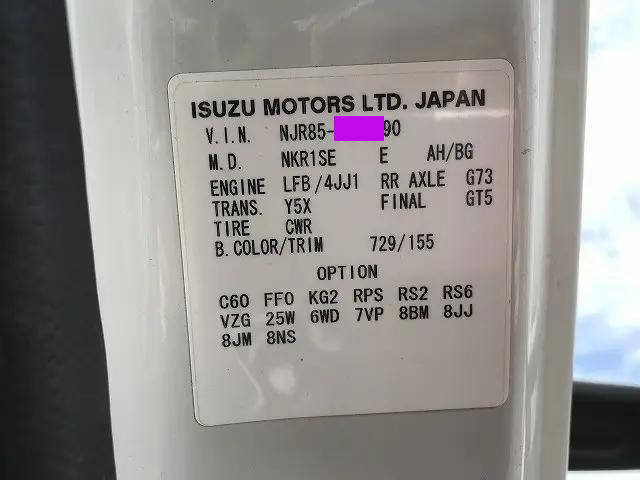 ISUZU MOTORS LTD. JAPAN
V.I.N. NJR85- 90
M.D. NKR1SE E AH/BG
ENGINE LFB/4JJ1 RR AXLE G73
TRANS. Y5X FINAL GT5
TIRE CWR
B.COLOR/TRIM 729/155
OPTION
C60 FF0 KG2 RPS RS2 RS6
VZG 25W 6WD 7VP 8BM 8JJ
8JM 8NS